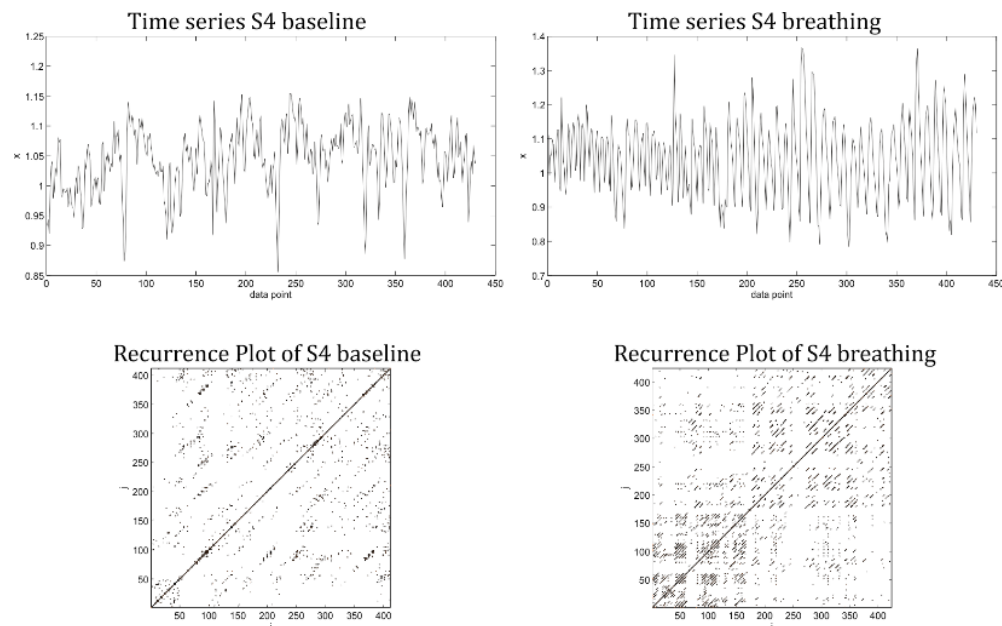 Time series S4 baseline
1.25
1.2
1.15
1.1
1.05
1
0.95
0.9
0.85
x
0 50 100 150 200 250 300 350 400 450
data point
Time series S4 breathing
1.4
1.3
1.2
1.1
1
0.9
0.8
0.7
x
0 50 100 150 200 250 300 350 400 450
data point
Recurrence Plot of S4 baseline
400
350
300
250
200
150
100
50
j
50 100 150 200 250 300 350 400
Recurrence Plot of S4 breathing
400
350
300
250
200
150
100
50
j
50 100 150 200 250 300 350 400